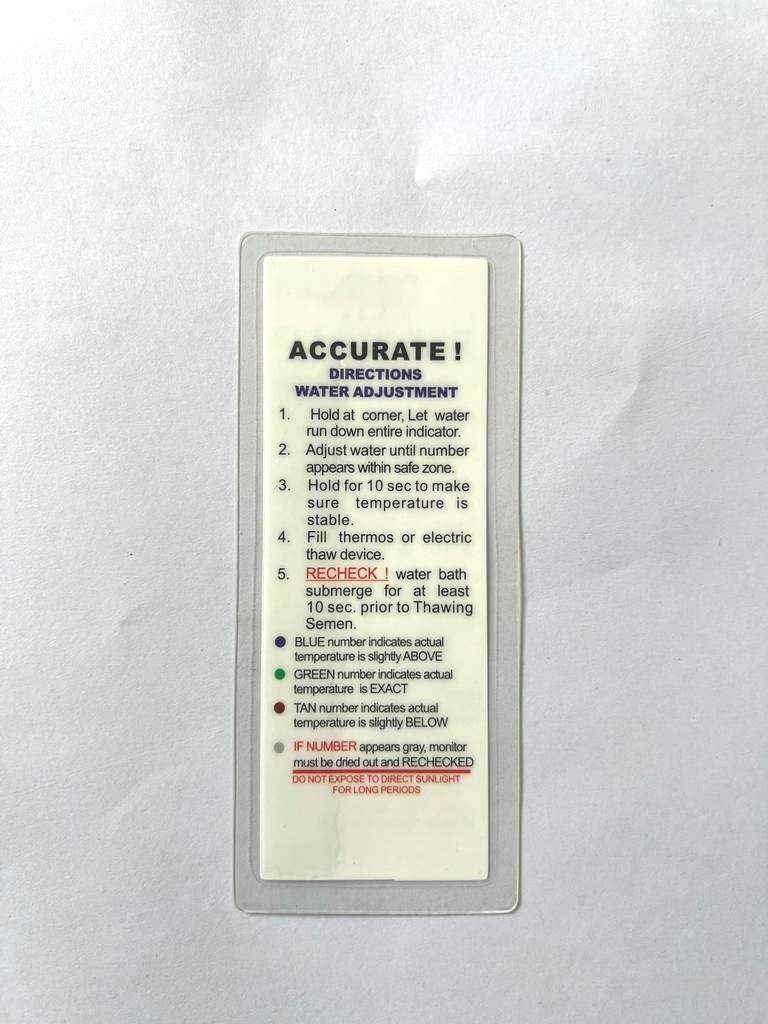 ACCURATE !
DIRECTIONS
WATER ADJUSTMENT
1. Hold at corner, Let water
run down entire indicator.
2. Adjust water until number
appears within safe zone.
3. Hold for 10 sec to make
sure temperature is
stable.
4. Fill thermos or electric
thaw device.
5. RECHECK ! water bath
submerge for at least
10 sec. prior to Thawing
Semen.
BLUE number indicates actual
temperature is slightly ABOVE
GREEN number indicates actual
temperature is EXACT
TAN number indicates actual
temperature is slightly BELOW
IF NUMBER appears gray, monitor
must be dried out and RECHECKED
DO NOT EXPOSE TO DIRECT SUNLIGHT
FOR LONG PERIODS